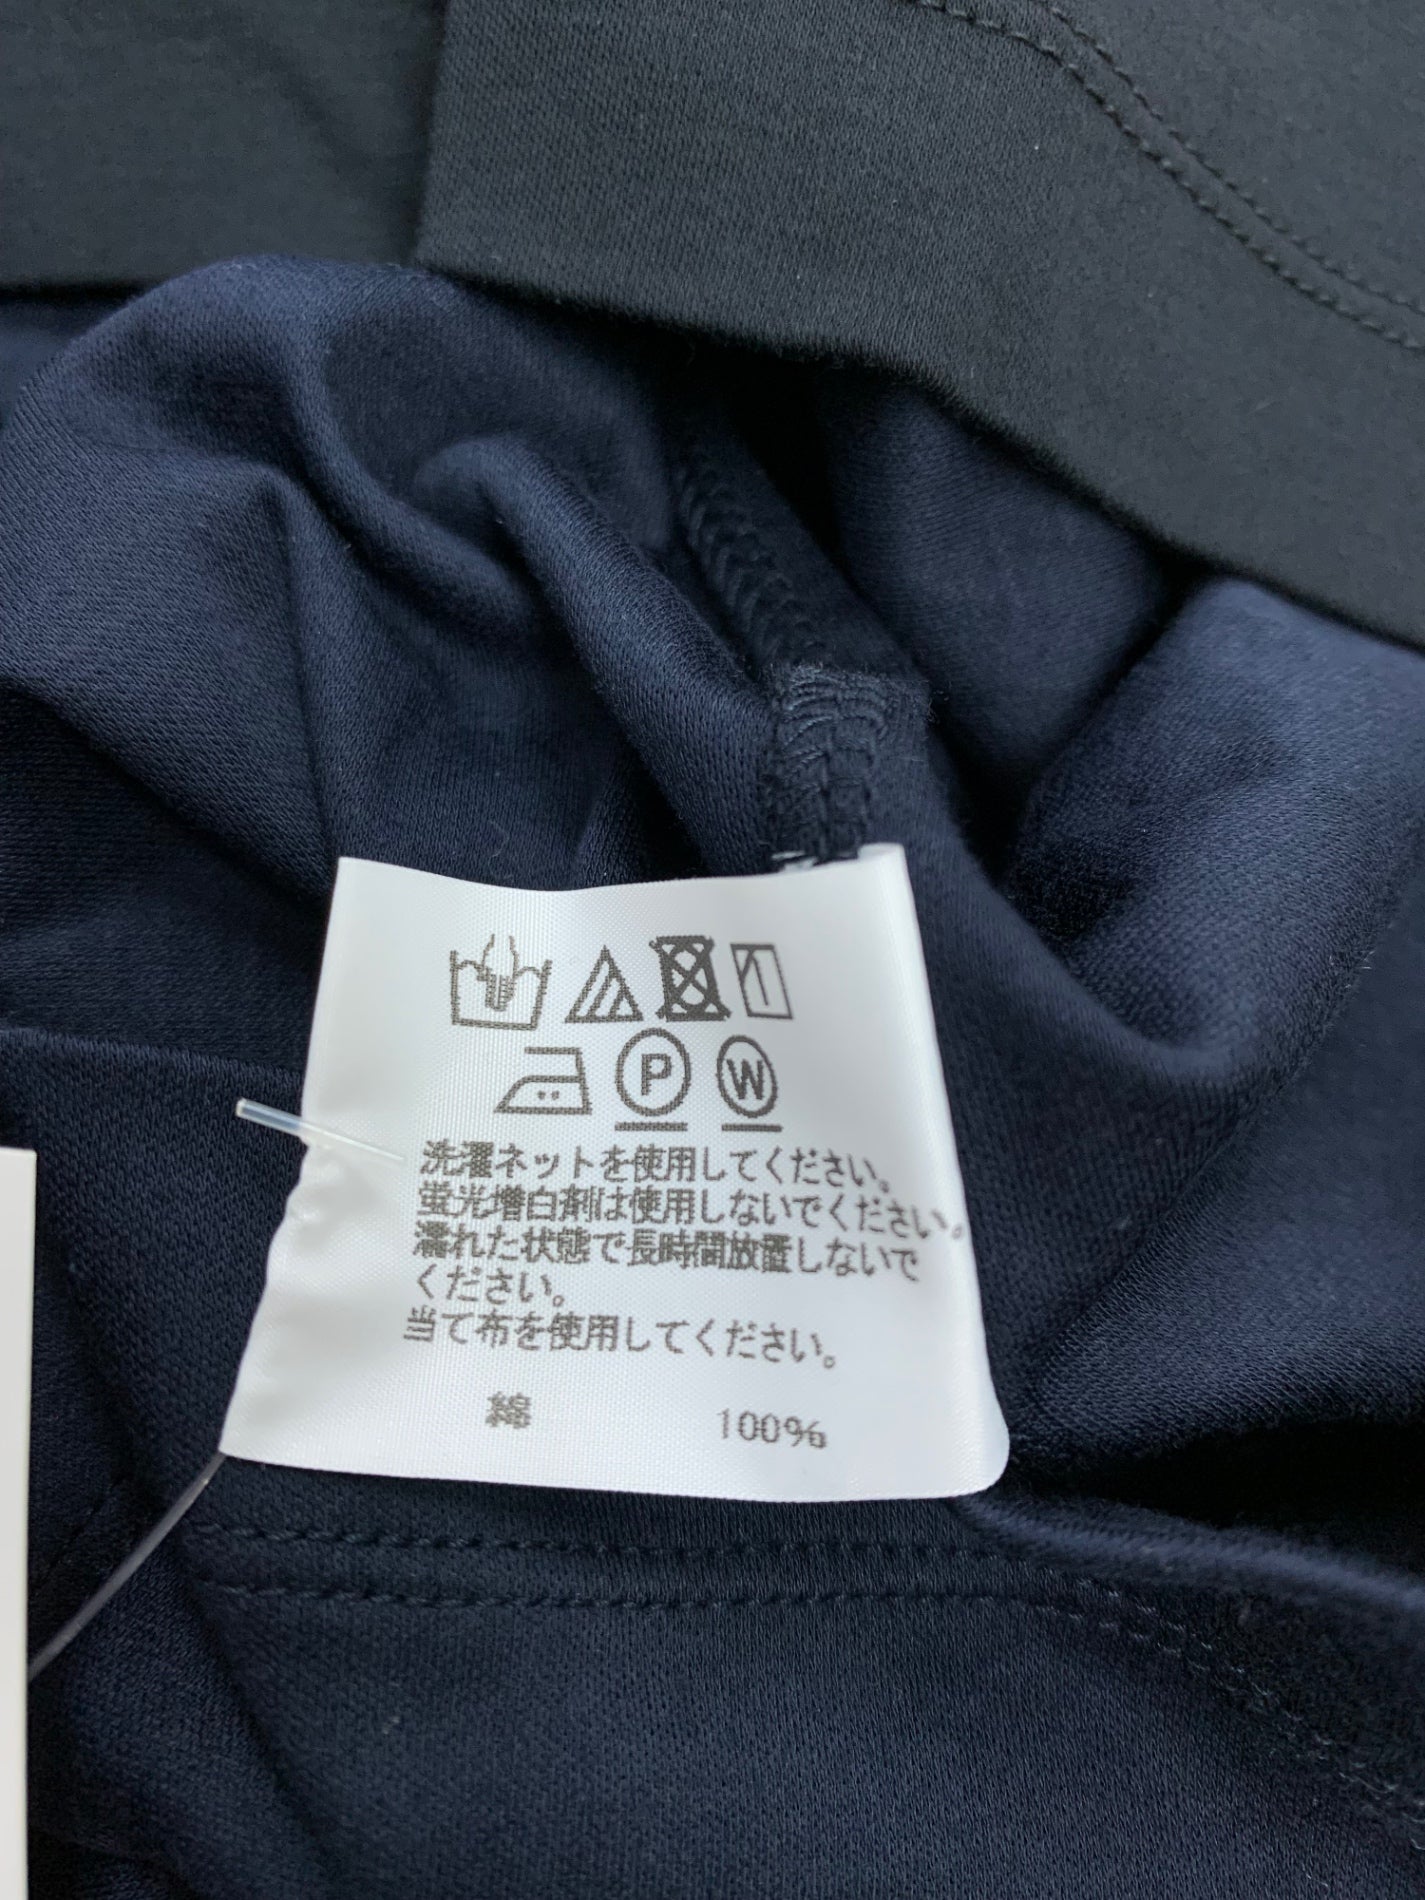 P W
洗濯ネットを使用してください。
蛍光増白剤は使用しないでください。
濡れた状態で長時間放置しないで
ください。
当て布を使用してください。
綿 100%